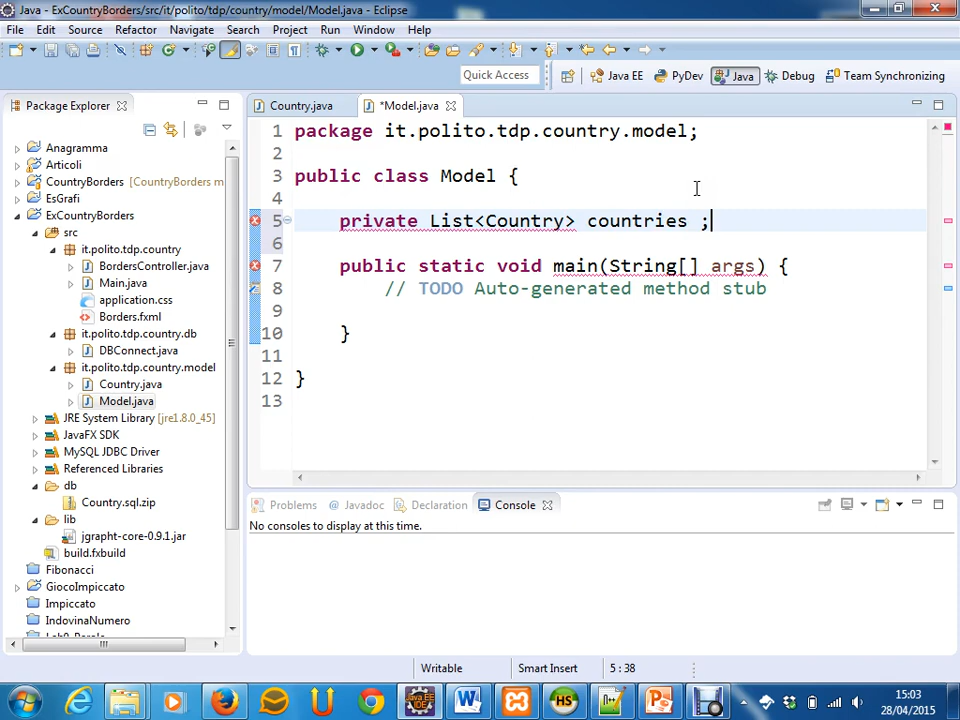 Java - ExCountryBorders/src/it/polito/tdp/country/model/Model.java - Eclipse
File Edit Source Refactor Navigate Search Project Run Window Help
Quick Access Java EE PyDev Java Debug Team Synchronizing
Package Explorer
Anagramma
Articoli
CountryBorders [CountryBorders m
EsGrafi
ExCountryBorders
src
it.polito.tdp.country
BordersController.java
Main.java
application.css
Borders.fxml
it.polito.tdp.country.db
DBConnect.java
it.polito.tdp.country.model
Country.java
Model.java
JRE System Library [jre1.8.0_45]
JavaFX SDK
MySQL JDBC Driver
Referenced Libraries
db
Country.sql.zip
lib
jgrapht-core-0.9.1.jar
build.fxbuild
Fibonacci
GiocoImpiccato
Impiccato
IndovinaNumero
Country.java *Model.java
1 package it.polito.tdp.country.model;
2
3 public class Model {
4
5 private List<Country> countries ;
6
7 public static void main(String[] args) {
8 // TODO Auto-generated method stub
9
10 }
11
12 }
13
Problems @ Javadoc Declaration Console
No consoles to display at this time.
Writable Smart Insert 5 : 38
15:03
28/04/2015